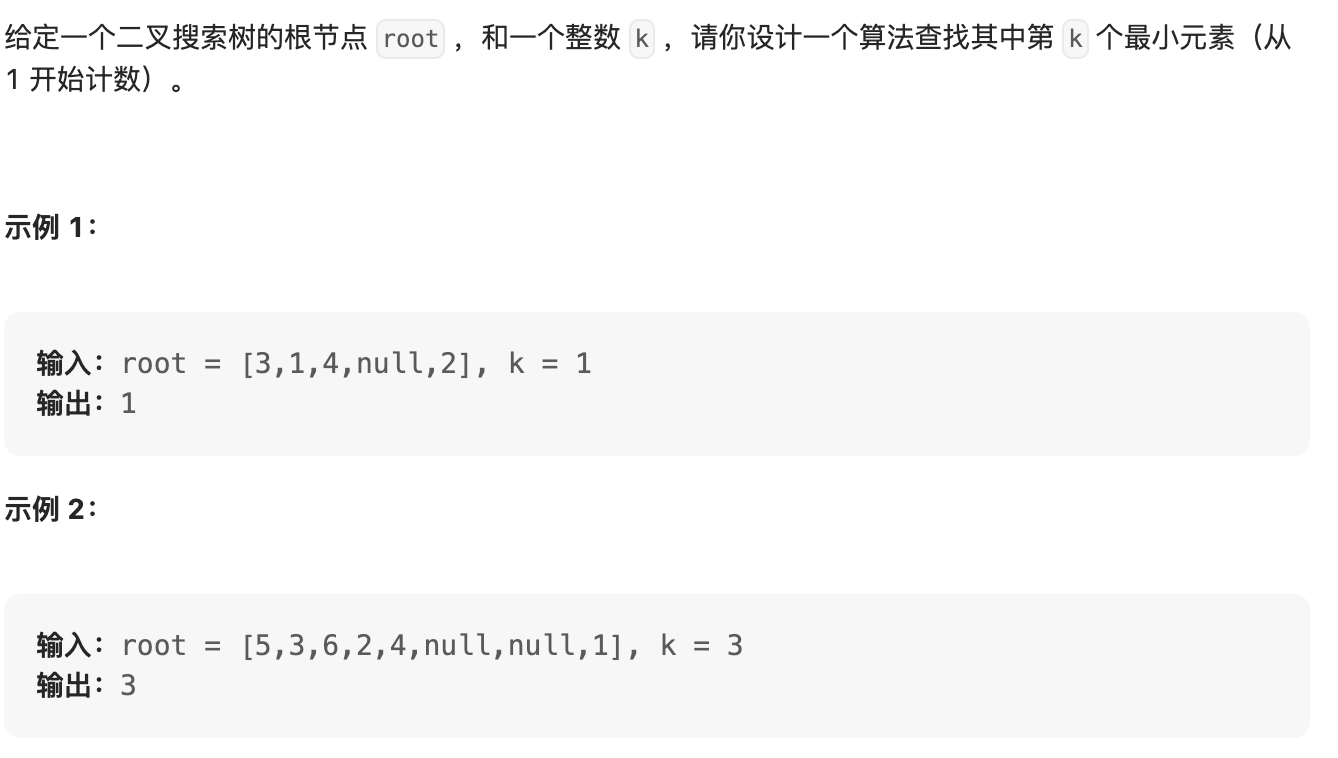 给定一个二叉搜索树的根节点 root ，和一个整数 k ，请你设计一个算法查找其中第 k 个最小元素（从
1 开始计数）。
示例 1：
输入：root = [3,1,4,null,2], k = 1
输出：1
示例 2：
输入：root = [5,3,6,2,4,null,null,1], k = 3
输出：3